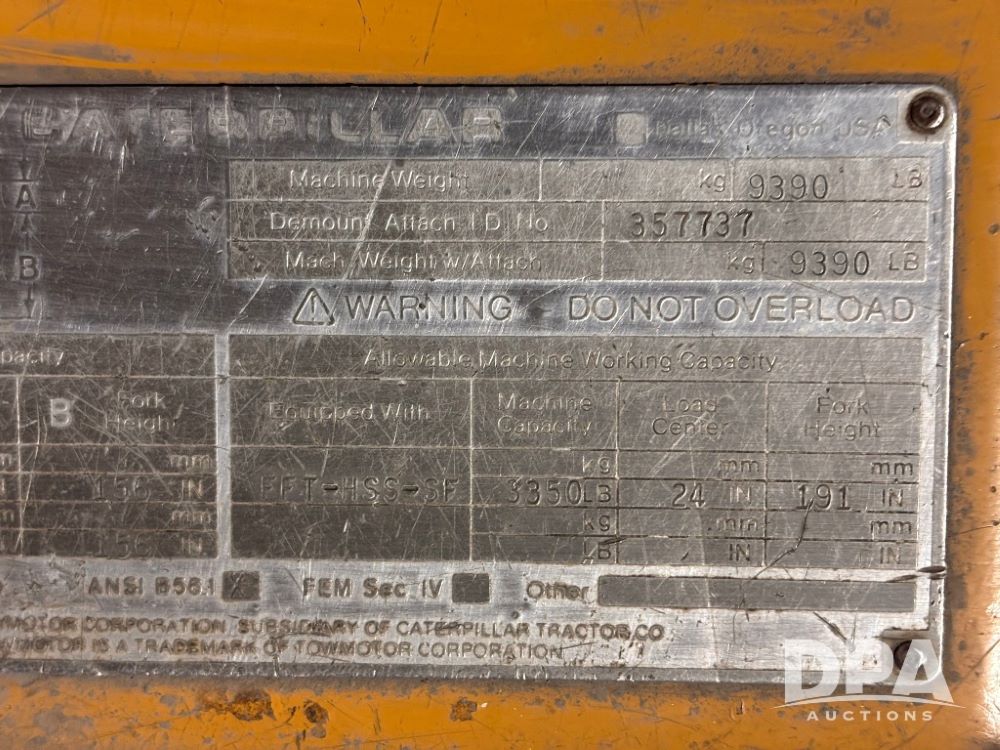 CATERPILLAR Dallas, Oregon USA
Machine Weight kg 9390 LB
A
Demount Attach I.D. No 357737
B
Mach. Weight w/Attach kg 9390 LB
⚠ WARNING DO NOT OVERLOAD
Allowable Machine Working Capacity
B Fork Height
Equipped With Machine Capacity Load Center Fork Height
mm kg mm mm
156 IN FFT-HSS-SF 3350 LB 24 IN 191 IN
mm kg mm mm
156 IN LB IN IN
ANSI B56.1 X FEM Sec IV Other
MOTOR CORPORATION, SUBSIDIARY OF CATERPILLAR TRACTOR CO
TOWMOTOR IS A TRADEMARK OF TOWMOTOR CORPORATION
DPA
AUCTIONS